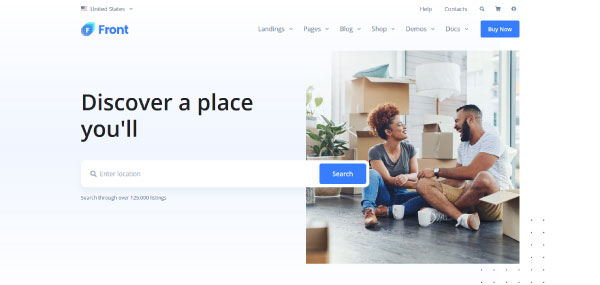 United States
Help Contacts
Front
Landings Pages Blog Shop Demos Docs Buy Now
Discover a place
you'll
Enter location
Search
Search through over 125.000 listings